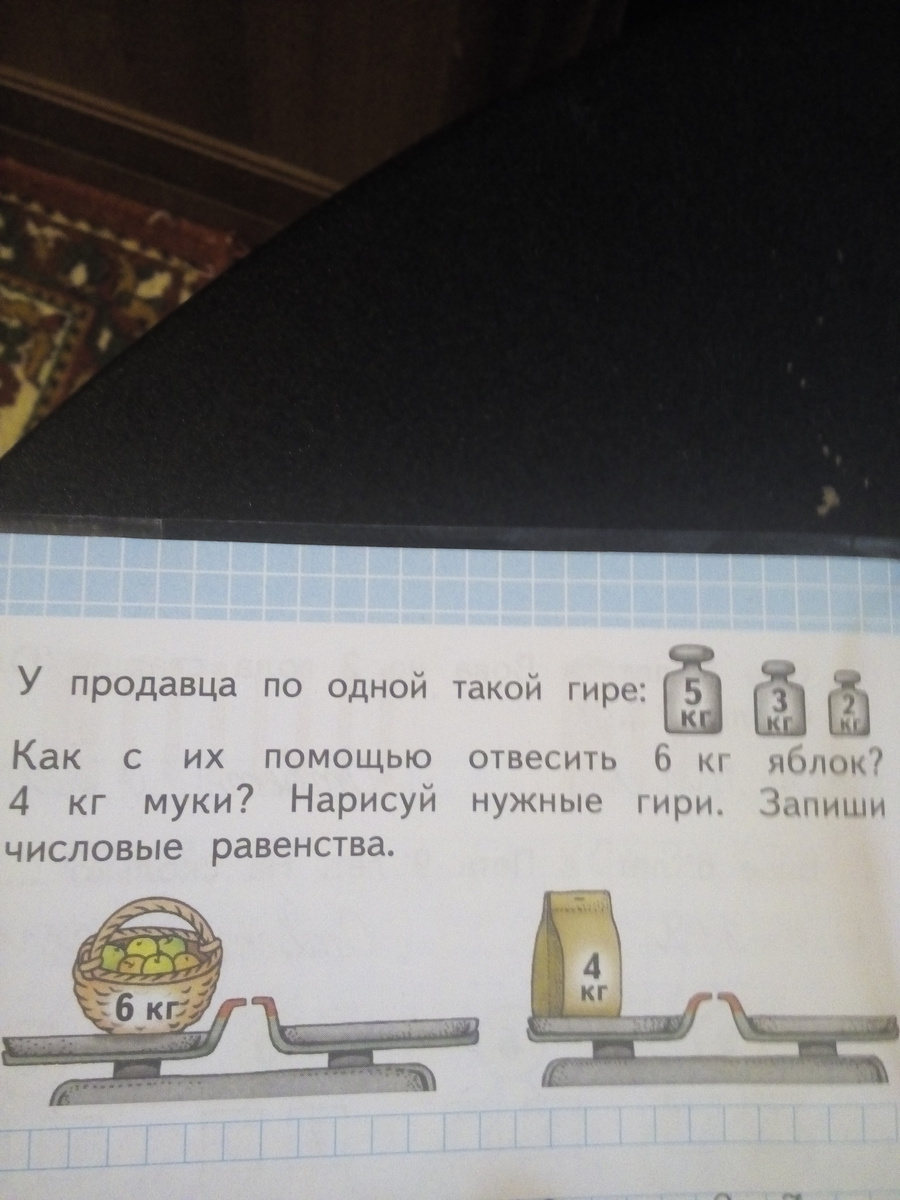 У продавца по одной такой гире: 5 кг 3 кг 2 кг
Как с их помощью отвесить 6 кг яблок?
4 кг муки? Нарисуй нужные гири. Запиши
числовые равенства.
6 кг
4 кг